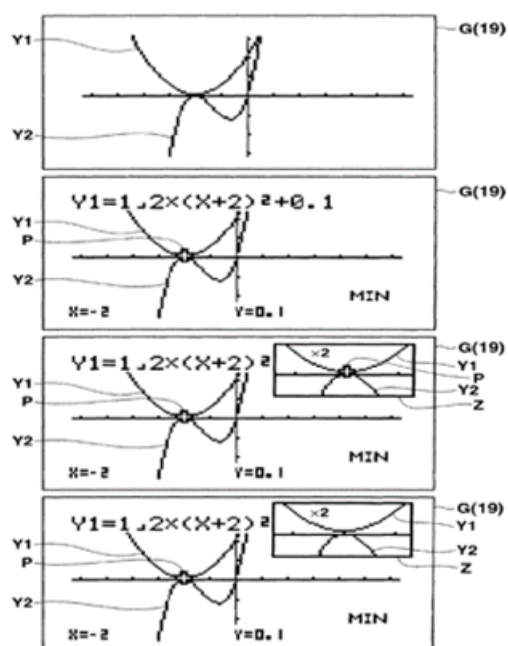 Y1
G(19)
Y2
G(19)
Y1=1⌟2×(X+2)²+0.1
Y1
P
Y2
MIN
X=-2 Y=0.1
G(19)
Y1=1⌟2×(X+2)²
×2
Y1
P
Y1
P
Y2
Y2
Z
MIN
X=-2 Y=0.1
G(19)
Y1=1⌟2×(X+2)²
×2
Y1
Y1
P
Y2
Z
Y2
MIN
X=-2 Y=0.1